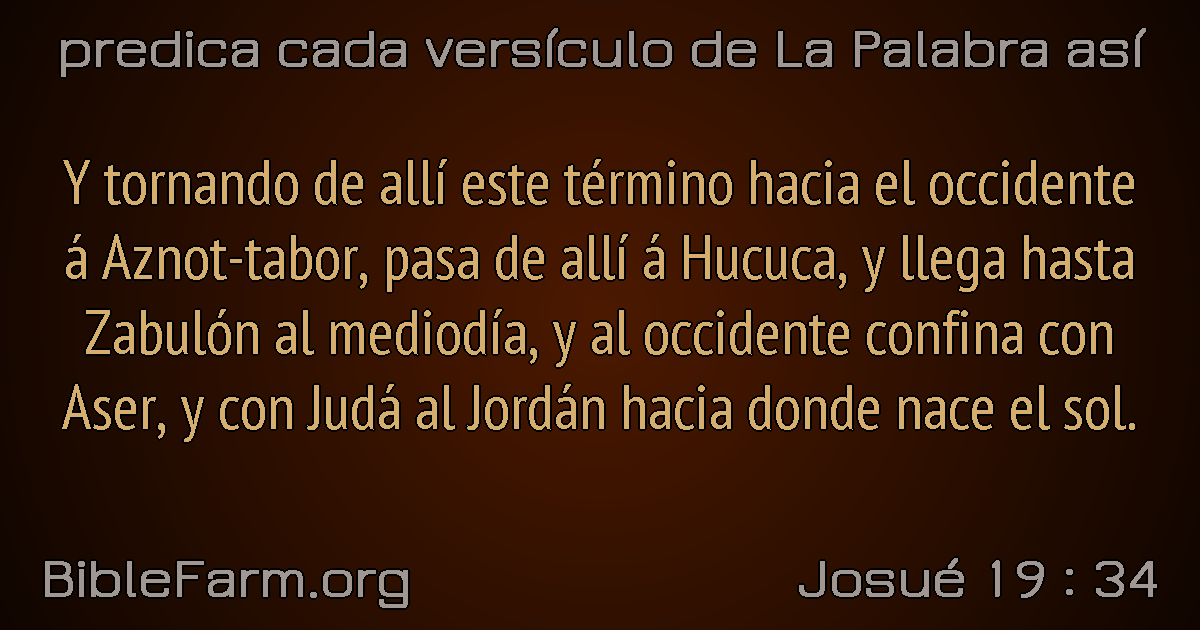 predica cada versículo de La Palabra así
Y tornando de allí este término hacia el occidente
á Aznot-tabor, pasa de allí á Hucuca, y llega hasta
Zabulón al mediodía, y al occidente confina con
Aser, y con Judá al Jordán hacia donde nace el sol.
BibleFarm.org
Josué 19 : 34